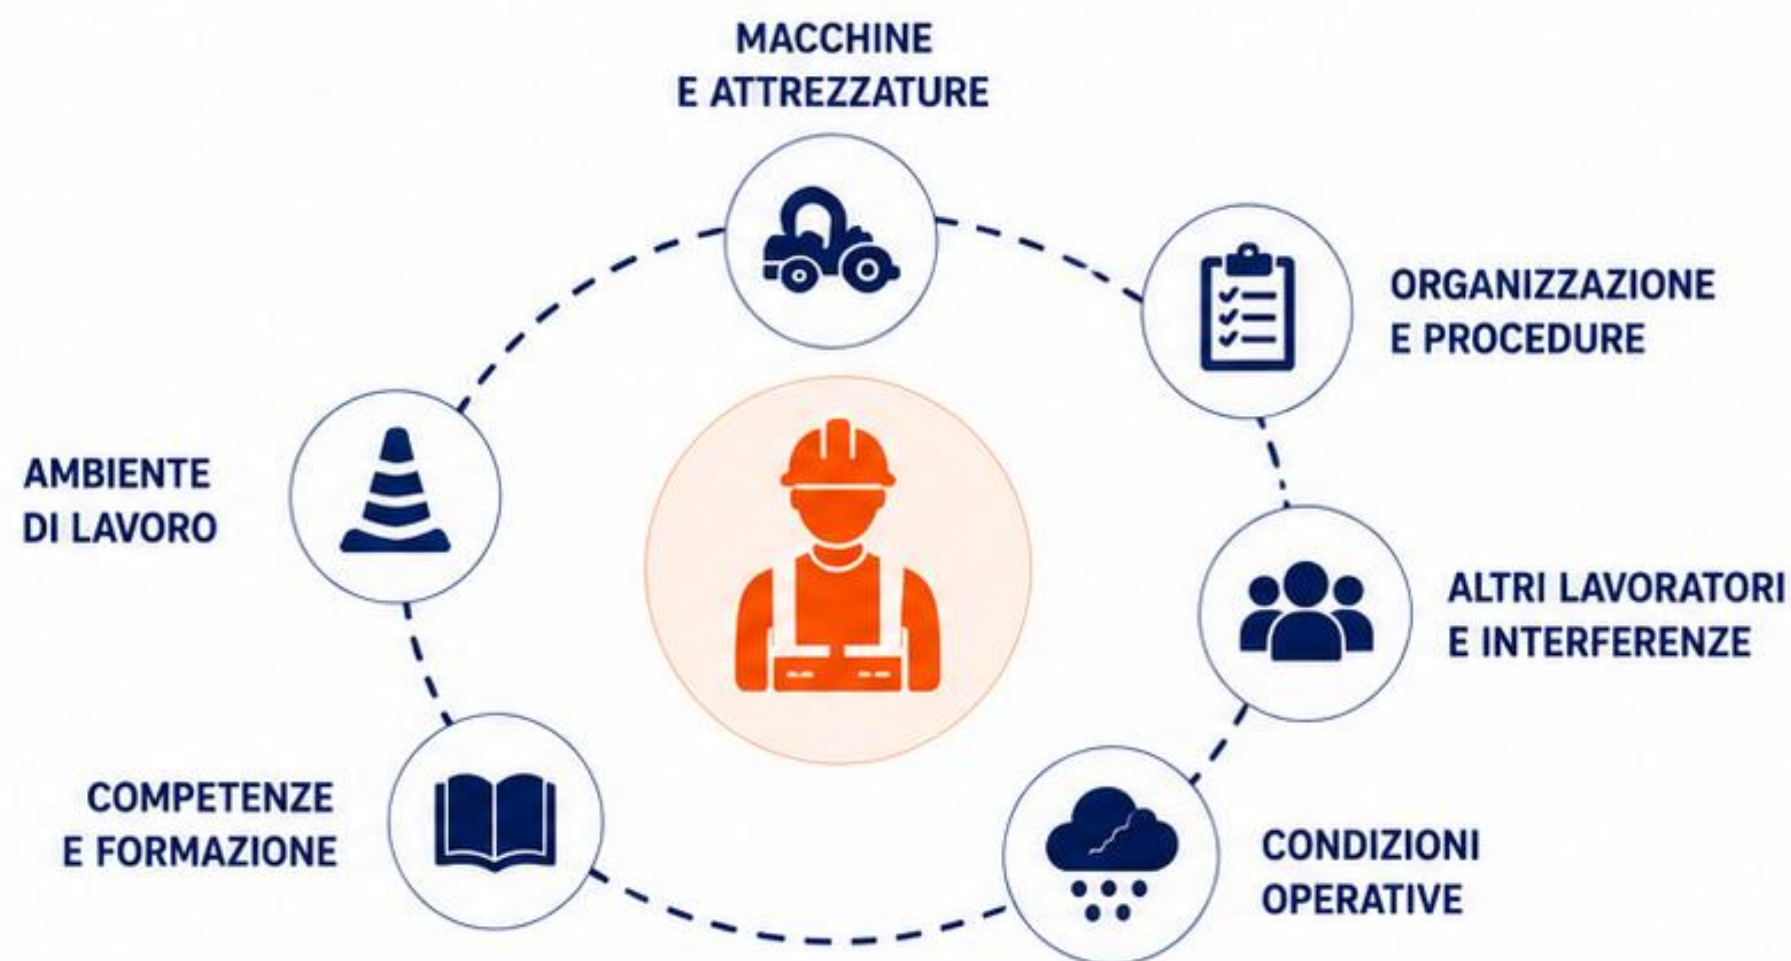 MACCHINE
E ATTREZZATURE
ORGANIZZAZIONE
E PROCEDURE
AMBIENTE
DI LAVORO
ALTRI LAVORATORI
E INTERFERENZE
COMPETENZE
E FORMAZIONE
CONDIZIONI
OPERATIVE